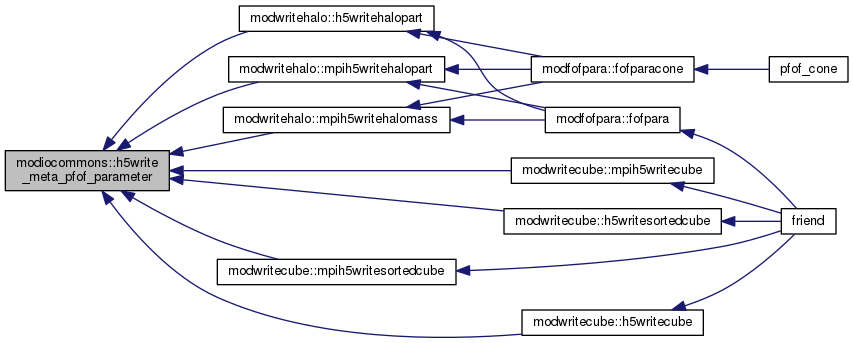 modwritehalo::h5writehalopart
modwritehalo::mpih5writehalopart
modfofpara::fofparacone
pfof_cone
modwritehalo::mpih5writehalomass
modfofpara::fofpara
modiocommons::h5write
_meta_pfof_parameter
modwritecube::mpih5writecube
modwritecube::h5writesortedcube
friend
modwritecube::mpih5writesortedcube
modwritecube::h5writecube